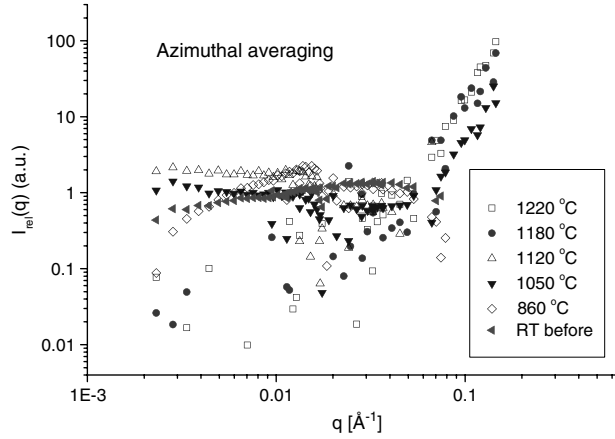 Azimuthal averaging
I_rel(q) (a.u.)
100
10
1
0.1
0.01
1E-3
0.01
0.1
q [Å⁻¹]
1220 °C
1180 °C
1120 °C
1050 °C
860 °C
RT before